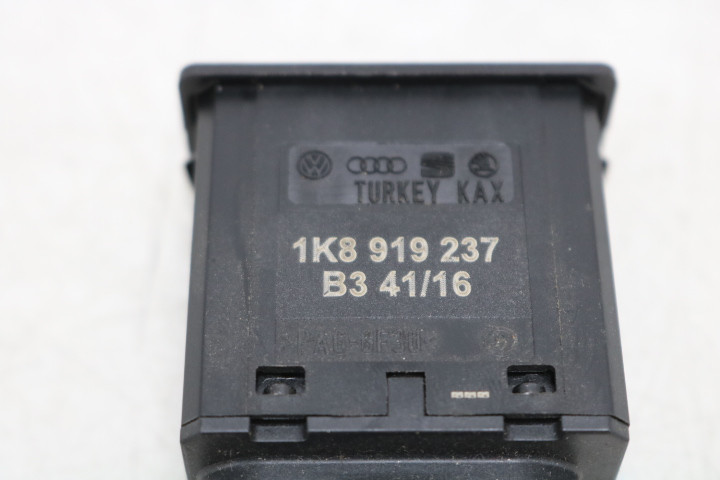 TURKEY KAX
1K8 919 237
B3 41/16